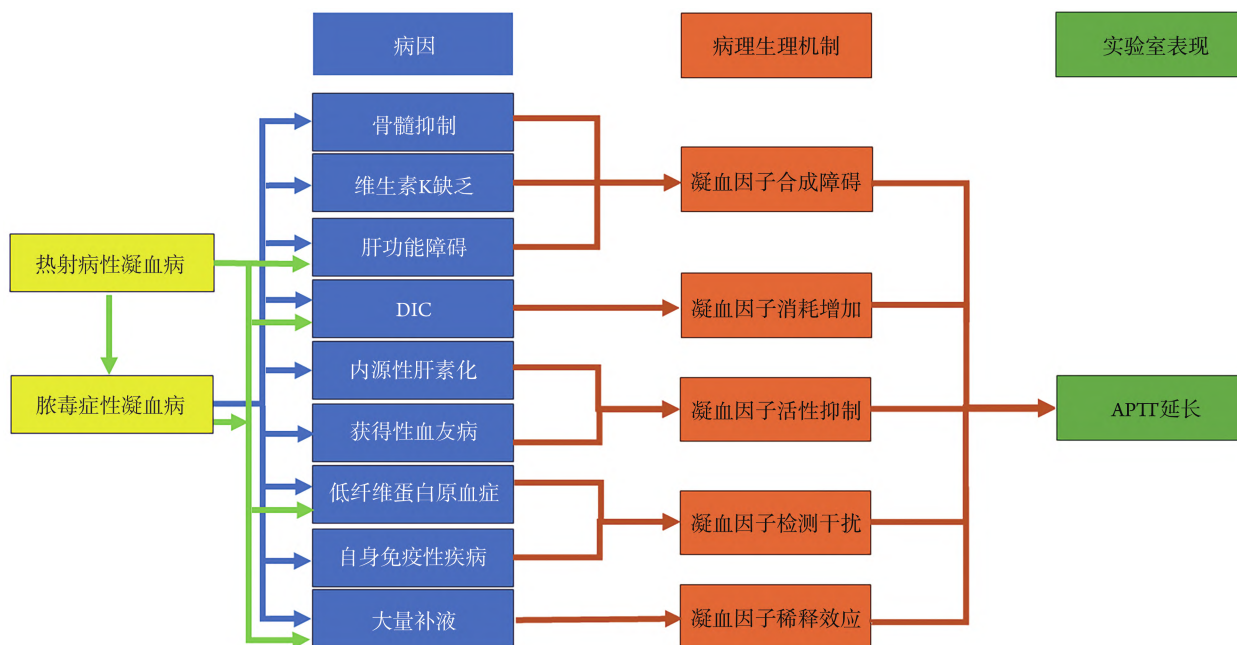 病因
病理生理机制
实验室表现
骨髓抑制
维生素K缺乏
凝血因子合成障碍
肝功能障碍
热射病性凝血病
DIC
凝血因子消耗增加
内源性肝素化
脓毒症性凝血病
凝血因子活性抑制
APTT延长
获得性血友病
低纤维蛋白原血症
凝血因子检测干扰
自身免疫性疾病
大量补液
凝血因子稀释效应